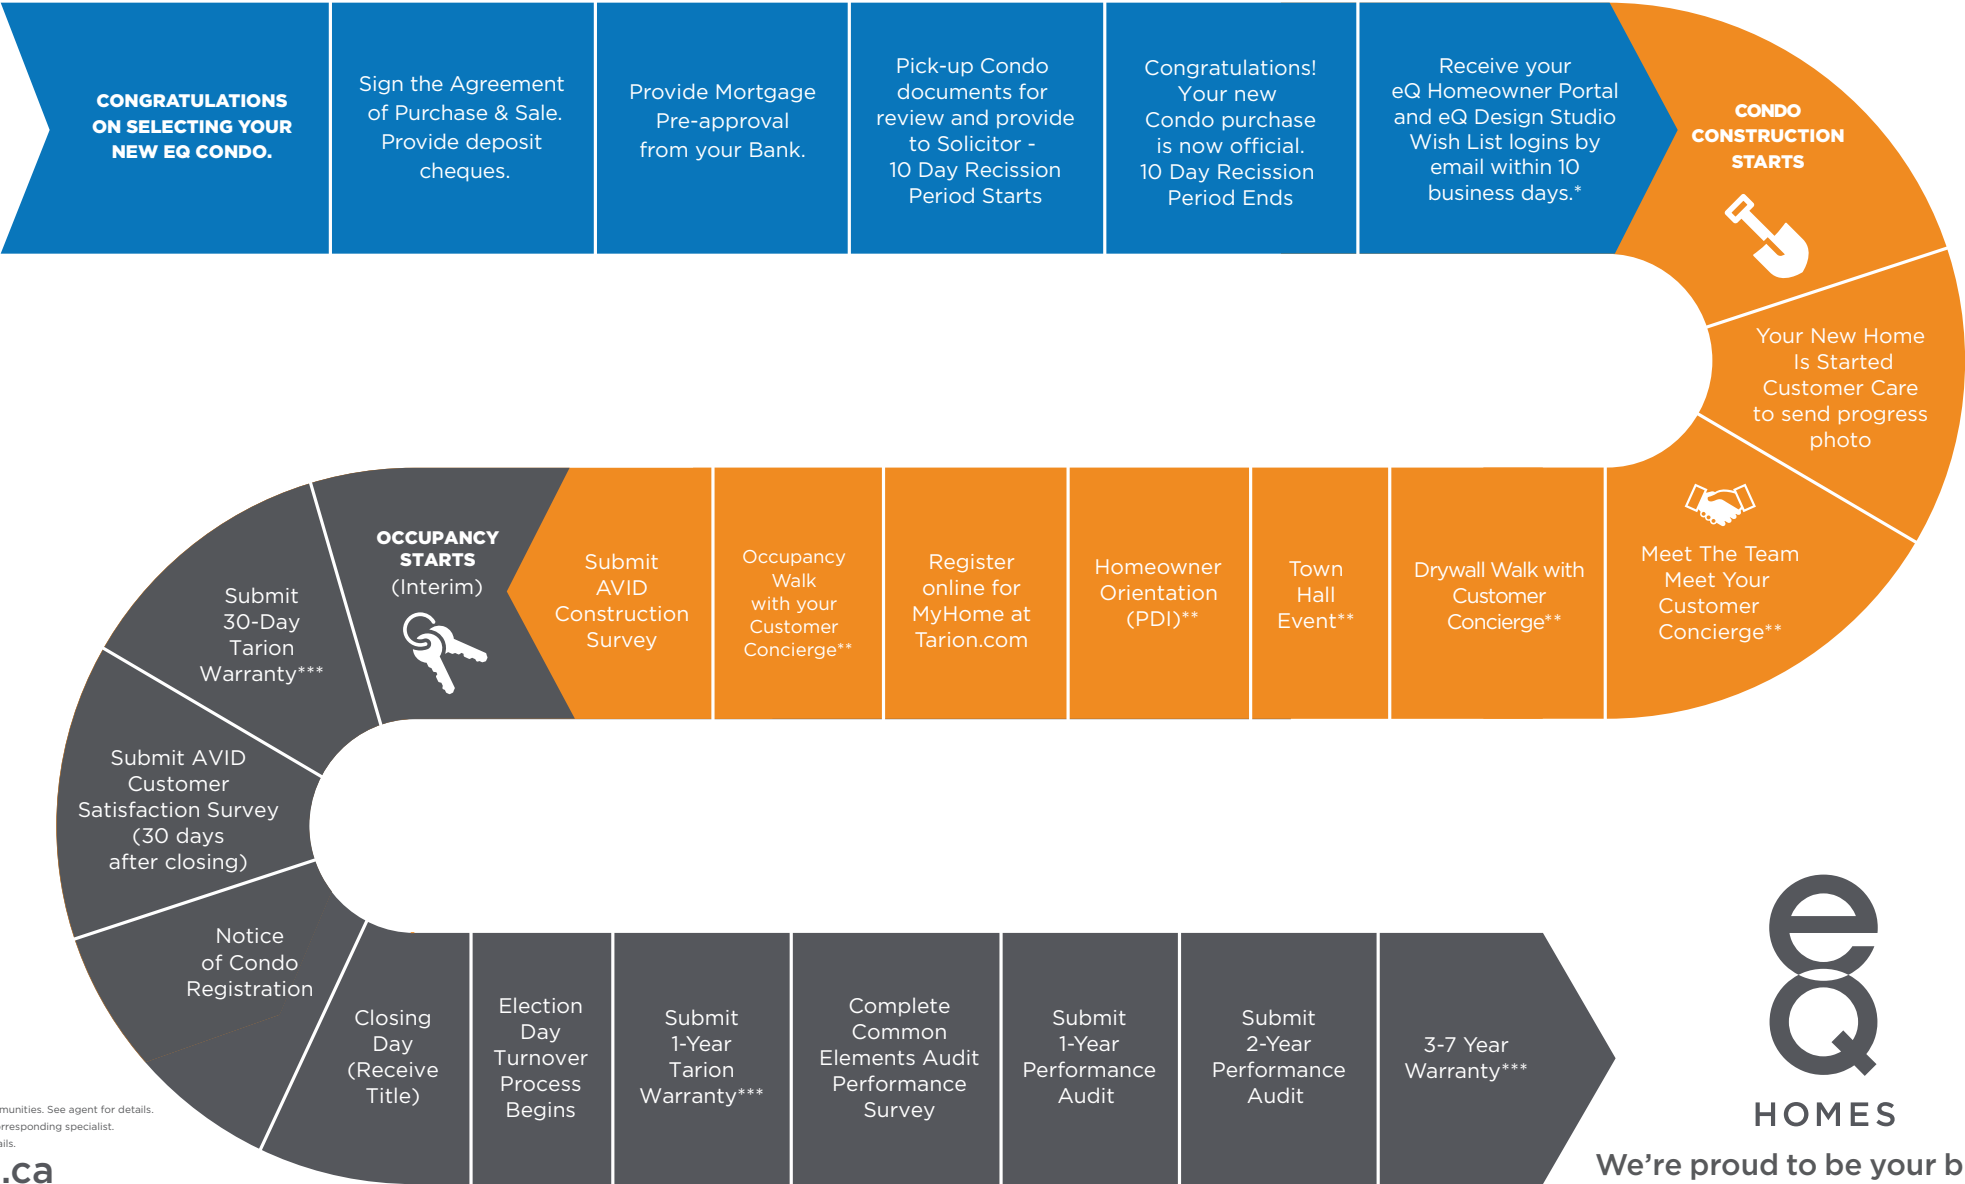 CONGRATULATIONS
ON SELECTING YOUR
NEW EQ CONDO.
Sign the Agreement
of Purchase & Sale.
Provide deposit
cheques.
Provide Mortgage
Pre-approval
from your Bank.
Pick-up Condo
documents for
review and provide
to Solicitor -
10 Day Recission
Period Starts
Congratulations!
Your new
Condo purchase
is now official.
10 Day Recission
Period Ends
Receive your
eQ Homeowner Portal
and eQ Design Studio
Wish List logins by
email within 10
business days.*
CONDO
CONSTRUCTION
STARTS
Your New Home
Is Started
Customer Care
to send progress
photo
Meet The Team
Meet Your
Customer
Concierge**
Drywall Walk with
Customer
Concierge**
Town
Hall
Event**
Homeowner
Orientation
(PDI)**
Register
online for
MyHome at
Tarion.com
Occupancy
Walk
with your
Customer
Concierge**
Submit
AVID
Construction
Survey
OCCUPANCY
STARTS
(Interim)
Submit
30-Day
Tarion
Warranty***
Submit AVID
Customer
Satisfaction Survey
(30 days
after closing)
Notice
of Condo
Registration
Closing
Day
(Receive
Title)
Election
Day
Turnover
Process
Begins
Submit
1-Year
Tarion
Warranty***
Complete
Common
Elements Audit
Performance
Survey
Submit
1-Year
Performance
Audit
Submit
2-Year
Performance
Audit
3-7 Year
Warranty***
eQ
HOMES
We're proud to be your b
munities. See agent for details.
rresponding specialist.
ails.
.ca